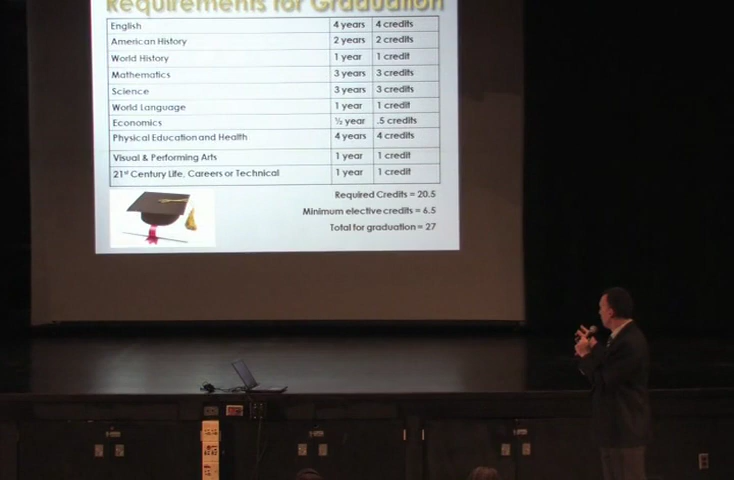 Requirements for Graduation
English 4 years 4 credits
American History 2 years 2 credits
World History 1 year 1 credit
Mathematics 3 years 3 credits
Science 3 years 3 credits
World Language 1 year 1 credit
Economics ½ year .5 credits
Physical Education and Health 4 years 4 credits
Visual & Performing Arts 1 year 1 credit
21st Century Life, Careers or Technical 1 year 1 credit
Required Credits = 20.5
Minimum elective credits = 6.5
Total for graduation = 27